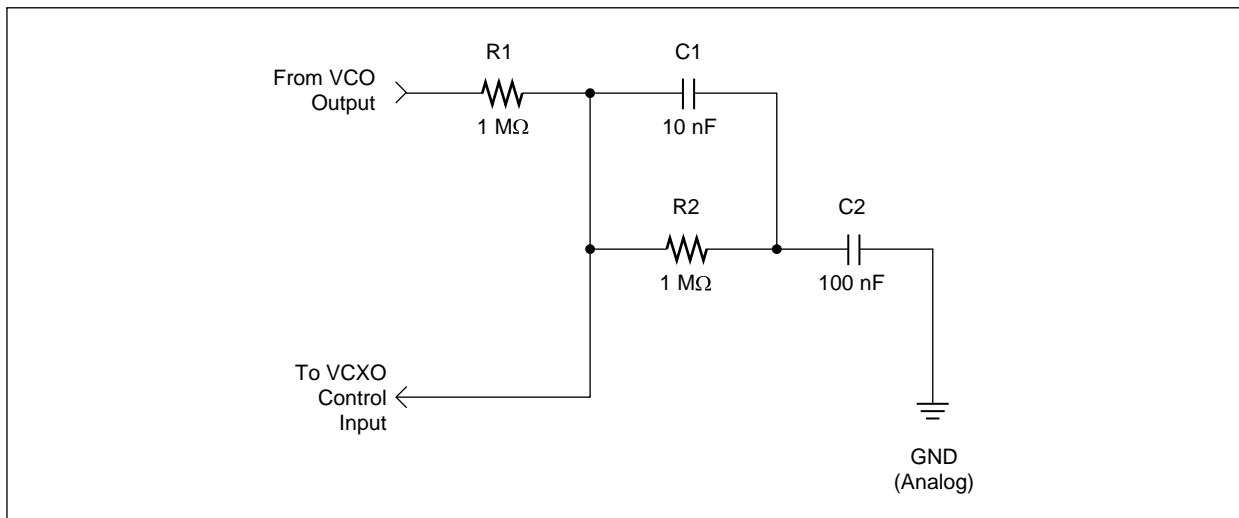 R1
C1
From VCO
Output
1 MΩ
10 nF
R2
C2
1 MΩ
100 nF
To VCXO
Control
Input
GND
(Analog)